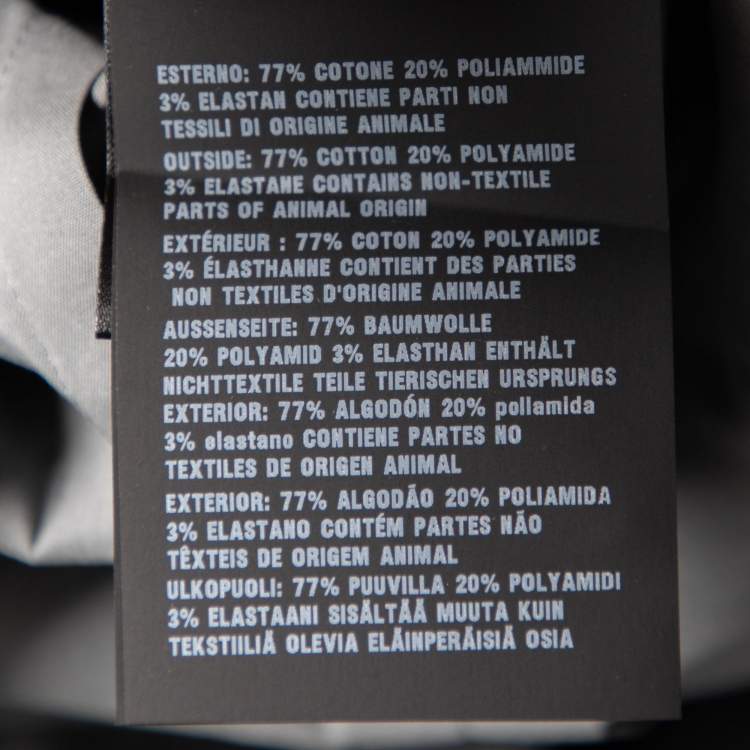 ESTERNO: 77% COTONE 20% POLIAMMIDE
3% ELASTAN CONTIENE PARTI NON
TESSILI DI ORIGINE ANIMALE
OUTSIDE: 77% COTTON 20% POLYAMIDE
3% ELASTANE CONTAINS NON-TEXTILE
PARTS OF ANIMAL ORIGIN
EXTÉRIEUR : 77% COTON 20% POLYAMIDE
3% ÉLASTHANNE CONTIENT DES PARTIES
NON TEXTILES D'ORIGINE ANIMALE
AUSSENSEITE: 77% BAUMWOLLE
20% POLYAMID 3% ELASTHAN ENTHÄLT
NICHTTEXTILE TEILE TIERISCHEN URSPRUNGS
EXTERIOR: 77% ALGODÓN 20% poliamida
3% elastano CONTIENE PARTES NO
TEXTILES DE ORIGEN ANIMAL
EXTERIOR: 77% ALGODÃO 20% POLIAMIDA
3% ELASTANO CONTÉM PARTES NÃO
TÊXTEIS DE ORIGEM ANIMAL
ULKOPUOLI: 77% PUUVILLA 20% POLYAMIDI
3% ELASTAANI SISÄLTÄÄ MUUTA KUIN
TEKSTIILIÄ OLEVIA ELÄINPERÄISIÄ OSIA